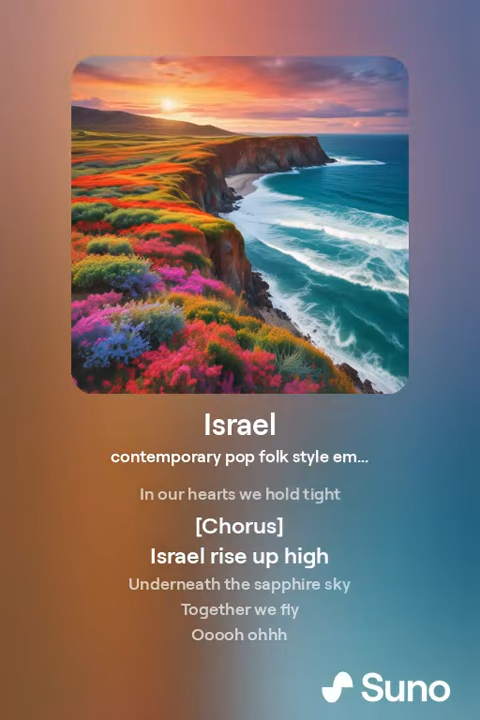 Israel
contemporary pop folk style em...
In our hearts we hold tight
[Chorus]
Israel rise up high
Underneath the sapphire sky
Together we fly
Ooooh ohhh
Suno